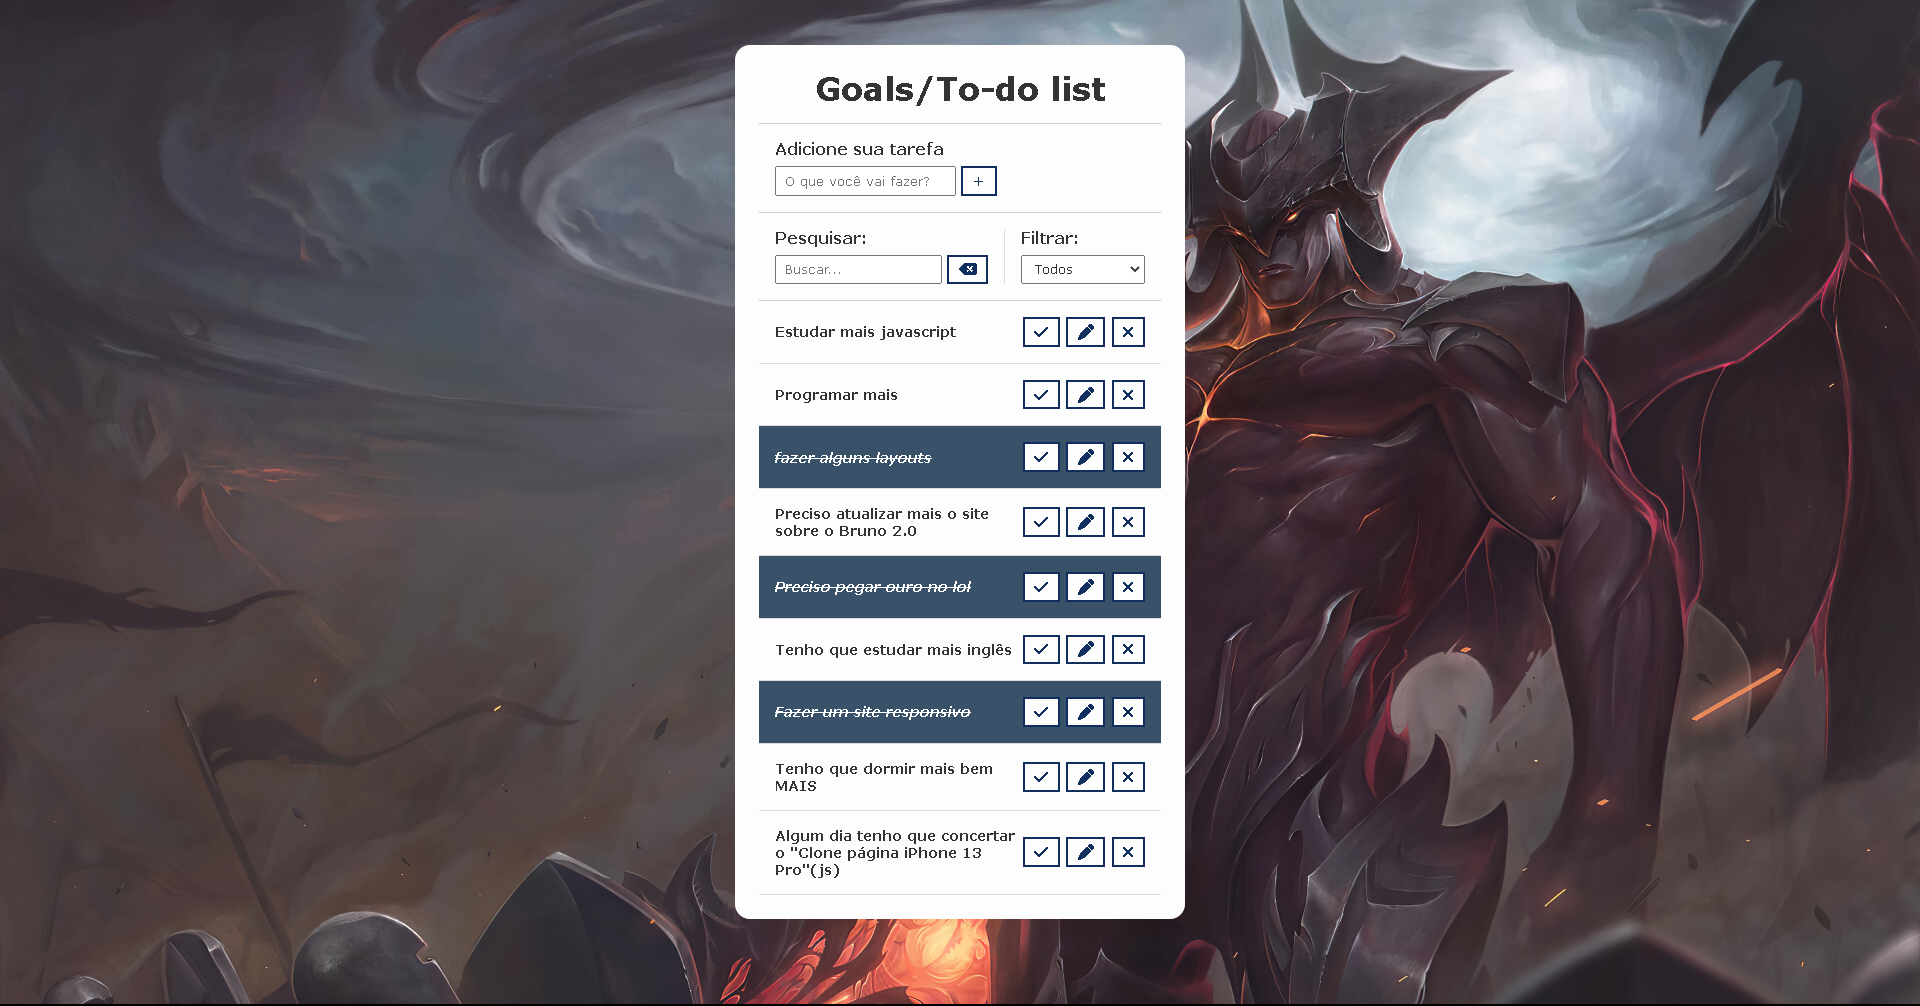 Goals/To-do list
Adicione sua tarefa
O que você vai fazer?
+
Pesquisar:
Filtrar:
Buscar...
Todos
Estudar mais javascript
Programar mais
fazer alguns layouts
Preciso atualizar mais o site
sobre o Bruno 2.0
Preciso pegar ouro no lol
Tenho que estudar mais inglês
Fazer um site responsivo
Tenho que dormir mais bem
MAIS
Algum dia tenho que concertar
o "Clone página iPhone 13
Pro"(js)